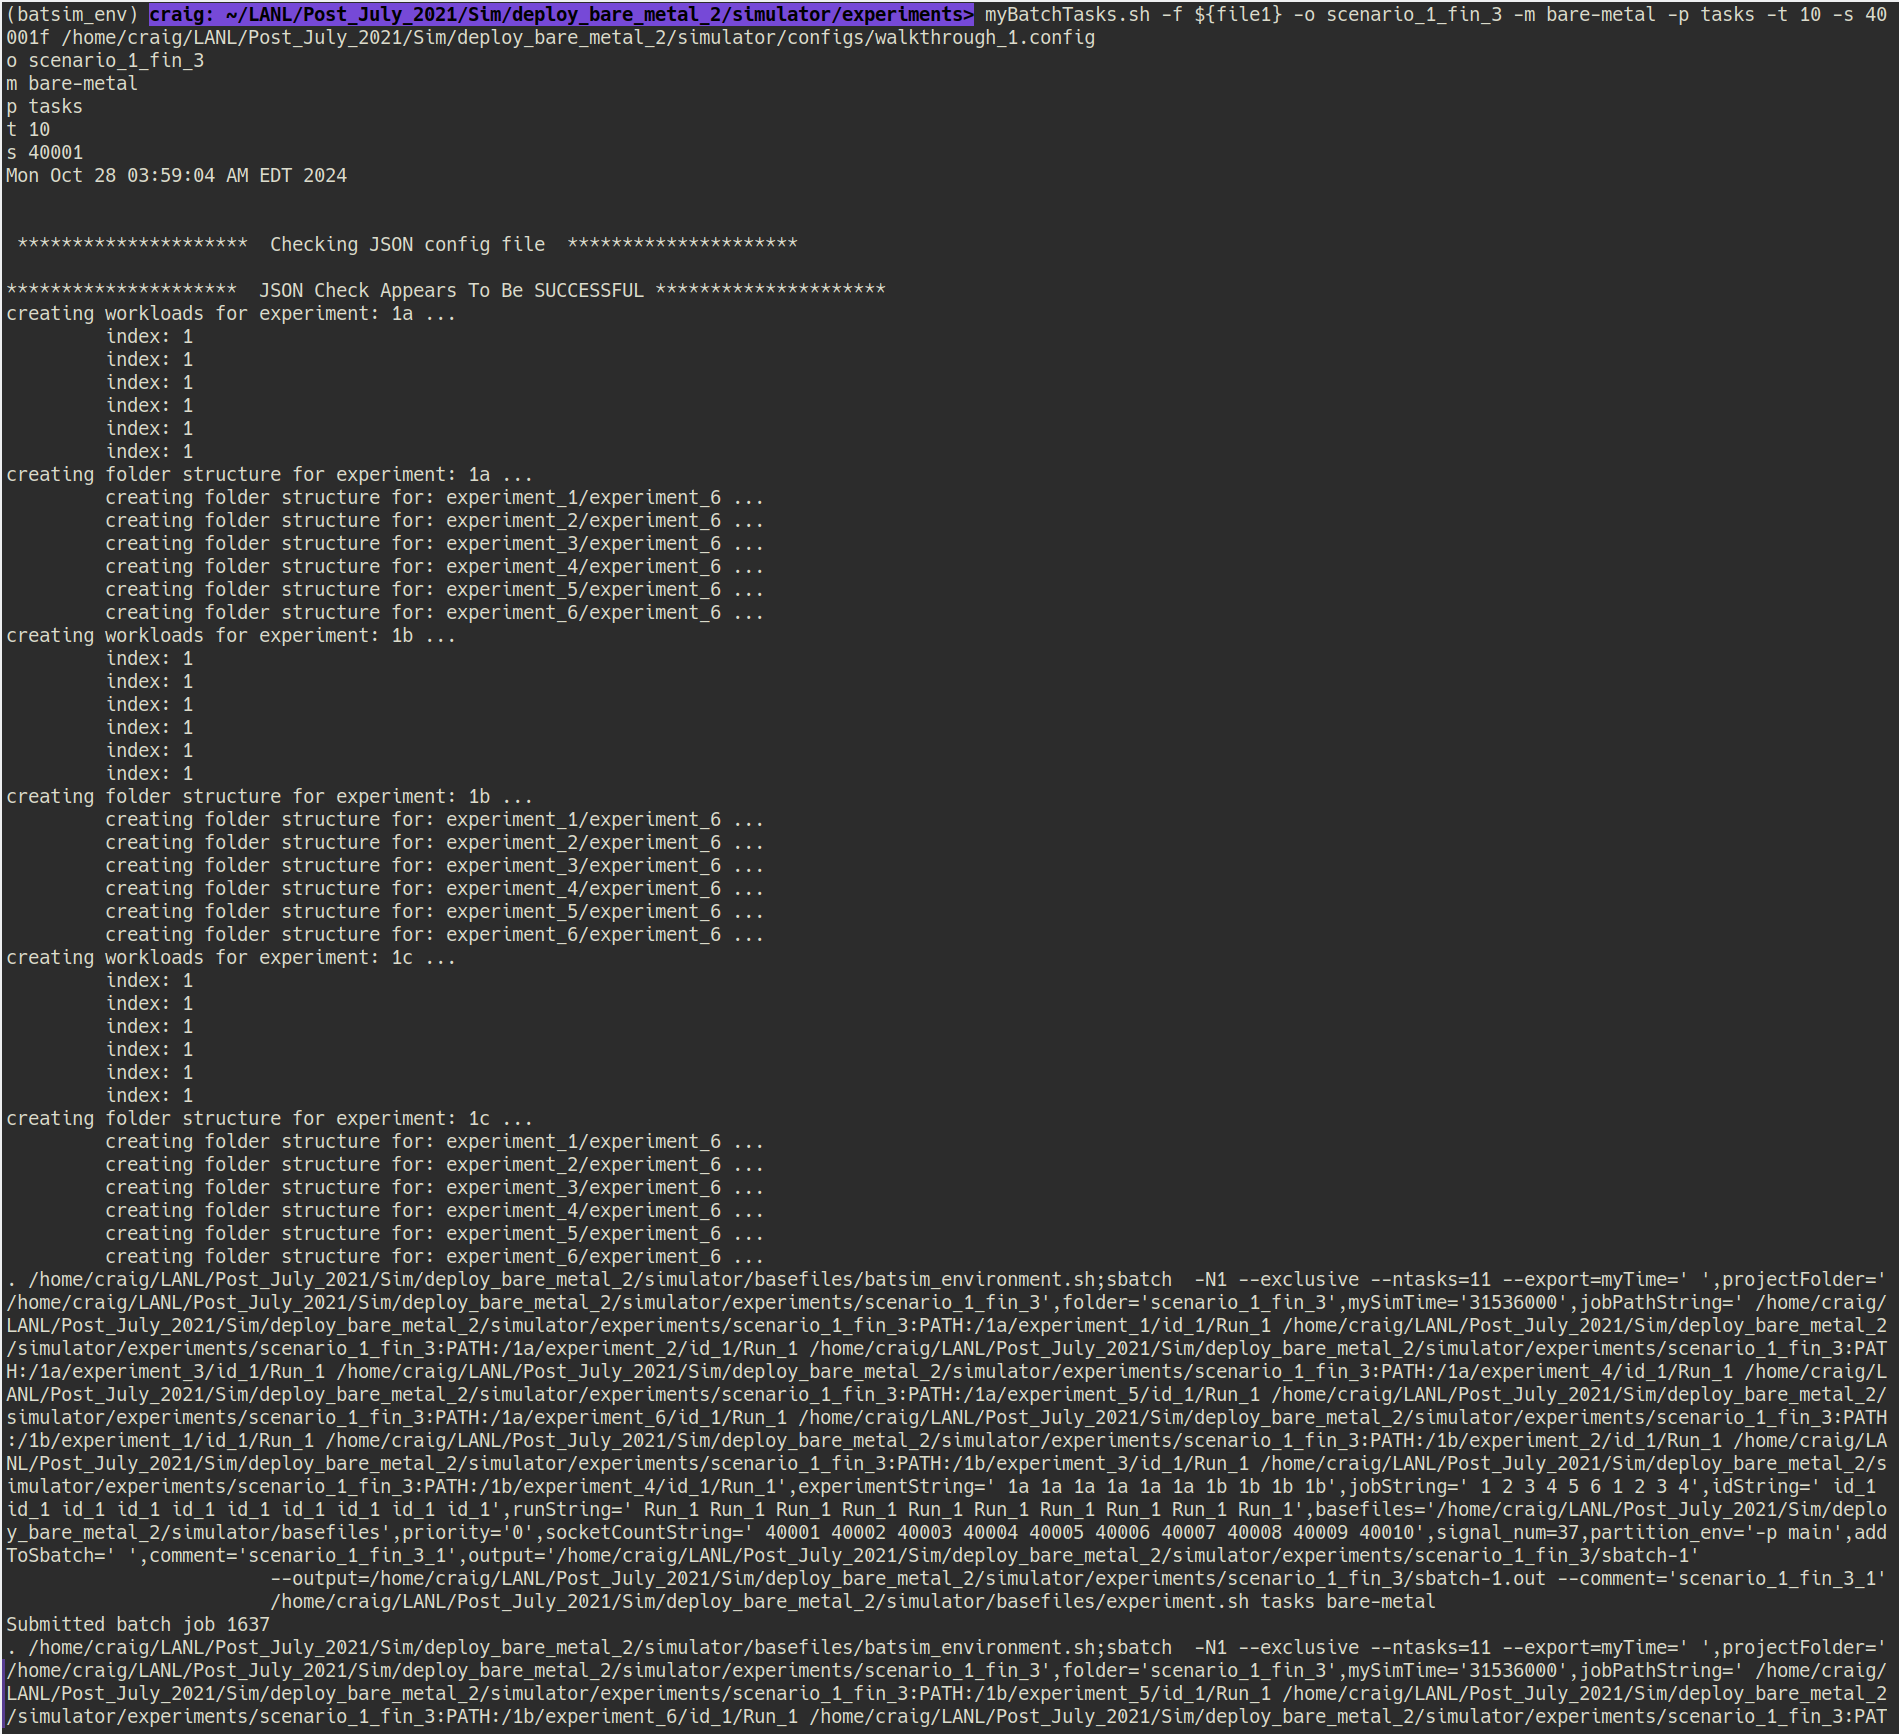 (batsim_env) craig: ~/LANL/Post_July_2021/Sim/deploy_bare_metal_2/simulator/experiments> myBatchTasks.sh -f ${file1} -o scenario_1_fin_3 -m bare-metal -p tasks -t 10 -s 40
001f /home/craig/LANL/Post_July_2021/Sim/deploy_bare_metal_2/simulator/configs/walkthrough_1.config
o scenario_1_fin_3
m bare-metal
p tasks
t 10
s 40001
Mon Oct 28 03:59:04 AM EDT 2024
*********************  Checking JSON config file  *********************
*********************  JSON Check Appears To Be SUCCESSFUL *********************
creating workloads for experiment: 1a ...
index: 1
index: 1
index: 1
index: 1
index: 1
index: 1
creating folder structure for experiment: 1a ...
creating folder structure for: experiment_1/experiment_6 ...
creating folder structure for: experiment_2/experiment_6 ...
creating folder structure for: experiment_3/experiment_6 ...
creating folder structure for: experiment_4/experiment_6 ...
creating folder structure for: experiment_5/experiment_6 ...
creating folder structure for: experiment_6/experiment_6 ...
creating workloads for experiment: 1b ...
index: 1
index: 1
index: 1
index: 1
index: 1
index: 1
creating folder structure for experiment: 1b ...
creating folder structure for: experiment_1/experiment_6 ...
creating folder structure for: experiment_2/experiment_6 ...
creating folder structure for: experiment_3/experiment_6 ...
creating folder structure for: experiment_4/experiment_6 ...
creating folder structure for: experiment_5/experiment_6 ...
creating folder structure for: experiment_6/experiment_6 ...
creating workloads for experiment: 1c ...
index: 1
index: 1
index: 1
index: 1
index: 1
index: 1
creating folder structure for experiment: 1c ...
creating folder structure for: experiment_1/experiment_6 ...
creating folder structure for: experiment_2/experiment_6 ...
creating folder structure for: experiment_3/experiment_6 ...
creating folder structure for: experiment_4/experiment_6 ...
creating folder structure for: experiment_5/experiment_6 ...
creating folder structure for: experiment_6/experiment_6 ...
. /home/craig/LANL/Post_July_2021/Sim/deploy_bare_metal_2/simulator/basefiles/batsim_environment.sh;sbatch  -N1 --exclusive --ntasks=11 --export=myTime=' ',projectFolder='
/home/craig/LANL/Post_July_2021/Sim/deploy_bare_metal_2/simulator/experiments/scenario_1_fin_3',folder='scenario_1_fin_3',mySimTime='31536000',jobPathString=' /home/craig/
LANL/Post_July_2021/Sim/deploy_bare_metal_2/simulator/experiments/scenario_1_fin_3:PATH:/1a/experiment_1/id_1/Run_1 /home/craig/LANL/Post_July_2021/Sim/deploy_bare_metal_2
/simulator/experiments/scenario_1_fin_3:PATH:/1a/experiment_2/id_1/Run_1 /home/craig/LANL/Post_July_2021/Sim/deploy_bare_metal_2/simulator/experiments/scenario_1_fin_3:PAT
H:/1a/experiment_3/id_1/Run_1 /home/craig/LANL/Post_July_2021/Sim/deploy_bare_metal_2/simulator/experiments/scenario_1_fin_3:PATH:/1a/experiment_4/id_1/Run_1 /home/craig/L
ANL/Post_July_2021/Sim/deploy_bare_metal_2/simulator/experiments/scenario_1_fin_3:PATH:/1a/experiment_5/id_1/Run_1 /home/craig/LANL/Post_July_2021/Sim/deploy_bare_metal_2/
simulator/experiments/scenario_1_fin_3:PATH:/1a/experiment_6/id_1/Run_1 /home/craig/LANL/Post_July_2021/Sim/deploy_bare_metal_2/simulator/experiments/scenario_1_fin_3:PATH
:/1b/experiment_1/id_1/Run_1 /home/craig/LANL/Post_July_2021/Sim/deploy_bare_metal_2/simulator/experiments/scenario_1_fin_3:PATH:/1b/experiment_2/id_1/Run_1 /home/craig/LA
NL/Post_July_2021/Sim/deploy_bare_metal_2/simulator/experiments/scenario_1_fin_3:PATH:/1b/experiment_3/id_1/Run_1 /home/craig/LANL/Post_July_2021/Sim/deploy_bare_metal_2/s
imulator/experiments/scenario_1_fin_3:PATH:/1b/experiment_4/id_1/Run_1',experimentString=' 1a 1a 1a 1a 1a 1a 1b 1b 1b 1b',jobString=' 1 2 3 4 5 6 1 2 3 4',idString=' id_1
id_1 id_1 id_1 id_1 id_1 id_1 id_1 id_1 id_1',runString=' Run_1 Run_1 Run_1 Run_1 Run_1 Run_1 Run_1 Run_1 Run_1 Run_1',basefiles='/home/craig/LANL/Post_July_2021/Sim/deplo
y_bare_metal_2/simulator/basefiles',priority='0',socketCountString=' 40001 40002 40003 40004 40005 40006 40007 40008 40009 40010',signal_num=37,partition_env='-p main',add
ToSbatch=' ',comment='scenario_1_fin_3_1',output='/home/craig/LANL/Post_July_2021/Sim/deploy_bare_metal_2/simulator/experiments/scenario_1_fin_3/sbatch-1'
--output=/home/craig/LANL/Post_July_2021/Sim/deploy_bare_metal_2/simulator/experiments/scenario_1_fin_3/sbatch-1.out --comment='scenario_1_fin_3_1'
/home/craig/LANL/Post_July_2021/Sim/deploy_bare_metal_2/simulator/basefiles/experiment.sh tasks bare-metal
Submitted batch job 1637
. /home/craig/LANL/Post_July_2021/Sim/deploy_bare_metal_2/simulator/basefiles/batsim_environment.sh;sbatch  -N1 --exclusive --ntasks=11 --export=myTime=' ',projectFolder='
/home/craig/LANL/Post_July_2021/Sim/deploy_bare_metal_2/simulator/experiments/scenario_1_fin_3',folder='scenario_1_fin_3',mySimTime='31536000',jobPathString=' /home/craig/
LANL/Post_July_2021/Sim/deploy_bare_metal_2/simulator/experiments/scenario_1_fin_3:PATH:/1b/experiment_5/id_1/Run_1 /home/craig/LANL/Post_July_2021/Sim/deploy_bare_metal_2
/simulator/experiments/scenario_1_fin_3:PATH:/1b/experiment_6/id_1/Run_1 /home/craig/LANL/Post_July_2021/Sim/deploy_bare_metal_2/simulator/experiments/scenario_1_fin_3:PAT